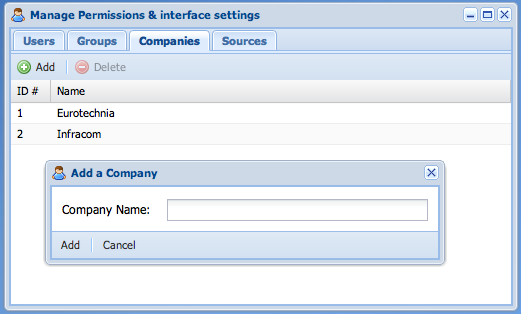 Manage Permissions & interface settings
Users Groups Companies Sources
Add Delete
ID # Name
1 Eurotechnia
2 Infracom
Add a Company
Company Name:
Add Cancel